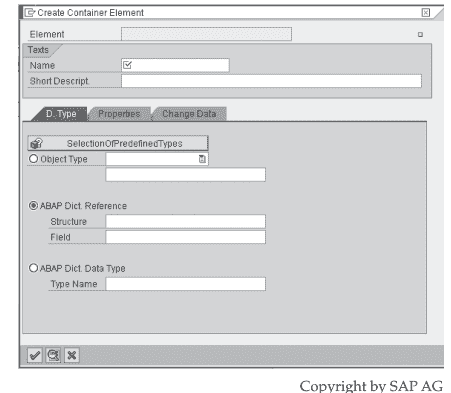 Create Container Element
Element
Texts
Name
Short Descript.
D. Type Properties Change Data
SelectionOfPredefinedTypes
Object Type
ABAP Dict. Reference
Structure
Field
ABAP Dict. Data Type
Type Name
Copyright by SAP AG